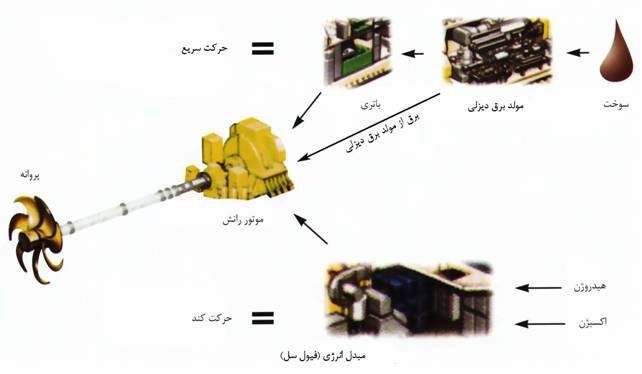 حرکت سریع
=
باتری
مولد برق دیزلی
سوخت
برق از مولد برق دیزلی
پروانه
موتور رانش
هیدروژن
اکسیژن
حرکت کند
=
مبدل انرژی (فیول سل)